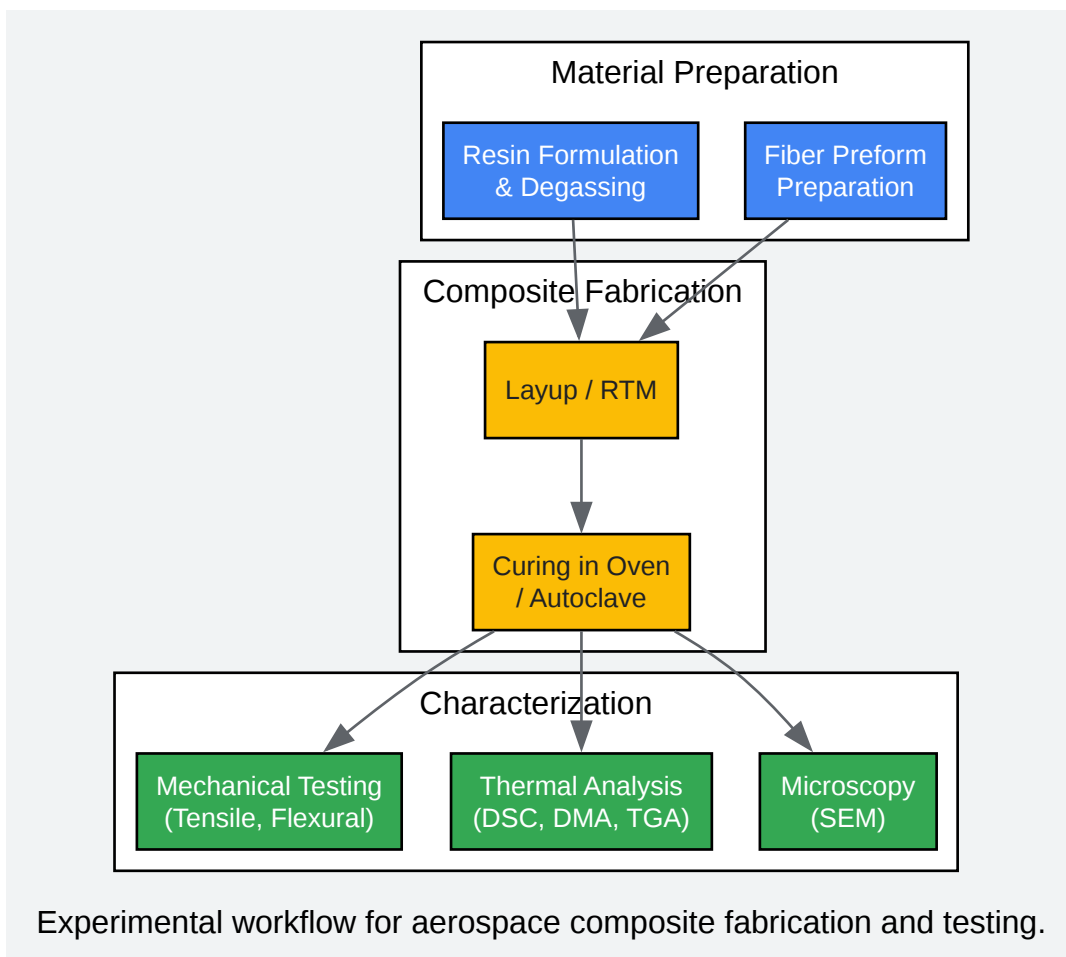 Material Preparation
Resin Formulation
& Degassing
Fiber Preform
Preparation
Composite Fabrication
Layup / RTM
Curing in Oven
/ Autoclave
Characterization
Mechanical Testing
(Tensile, Flexural)
Thermal Analysis
(DSC, DMA, TGA)
Microscopy
(SEM)
Experimental workflow for aerospace composite fabrication and testing.